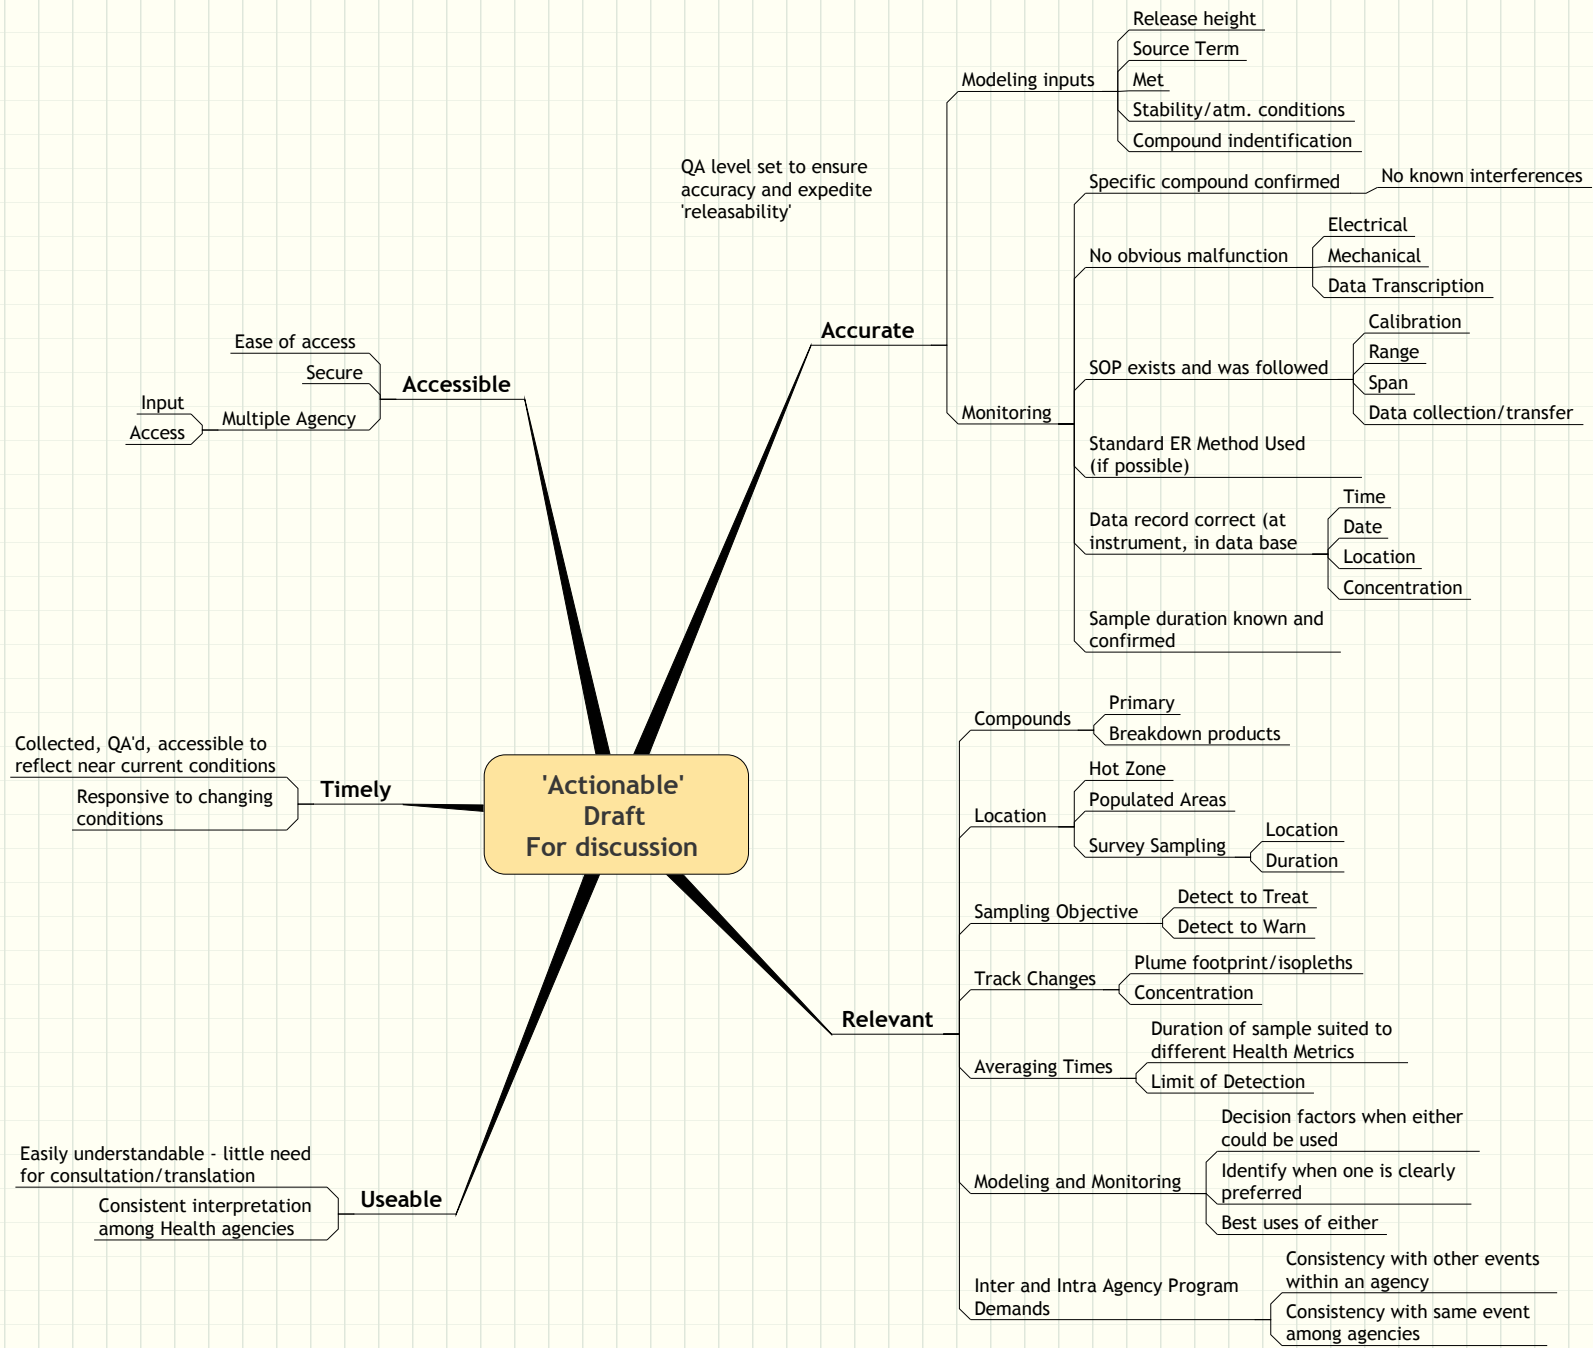 'Actionable'
Draft
For discussion
QA level set to ensure
accuracy and expedite
'releasability'
Accurate
Modeling inputs
Release height
Source Term
Met
Stability/atm. conditions
Compound indentification
Monitoring
Specific compound confirmed
No known interferences
No obvious malfunction
Electrical
Mechanical
Data Transcription
SOP exists and was followed
Calibration
Range
Span
Data collection/transfer
Standard ER Method Used
(if possible)
Data record correct (at
instrument, in data base
Time
Date
Location
Concentration
Sample duration known and
confirmed
Relevant
Compounds
Primary
Breakdown products
Location
Hot Zone
Populated Areas
Survey Sampling
Location
Duration
Sampling Objective
Detect to Treat
Detect to Warn
Track Changes
Plume footprint/isopleths
Concentration
Averaging Times
Duration of sample suited to
different Health Metrics
Limit of Detection
Modeling and Monitoring
Decision factors when either
could be used
Identify when one is clearly
preferred
Best uses of either
Inter and Intra Agency Program
Demands
Consistency with other events
within an agency
Consistency with same event
among agencies
Accessible
Ease of access
Secure
Multiple Agency
Input
Access
Timely
Collected, QA'd, accessible to
reflect near current conditions
Responsive to changing
conditions
Useable
Easily understandable - little need
for consultation/translation
Consistent interpretation
among Health agencies